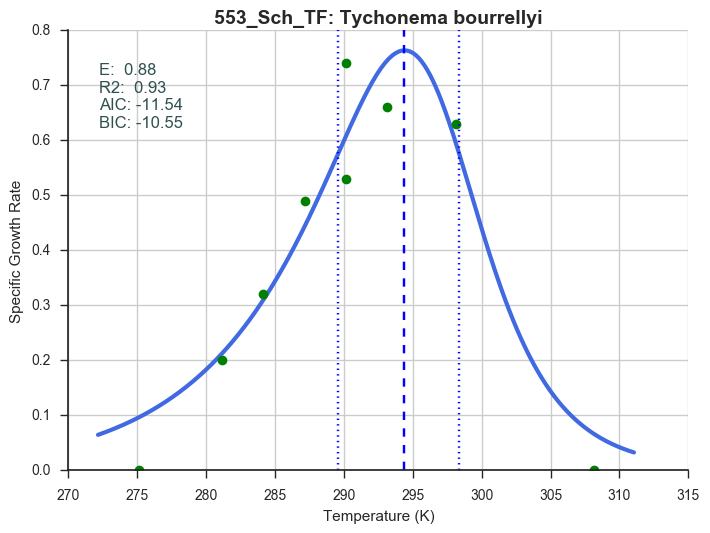 553_Sch_TF: Tychonema bourrellyi
E:  0.88
R2:  0.93
AIC: -11.54
BIC: -10.55
Specific Growth Rate
0.8
0.7
0.6
0.5
0.4
0.3
0.2
0.1
0.0
270 275 280 285 290 295 300 305 310 315
Temperature (K)